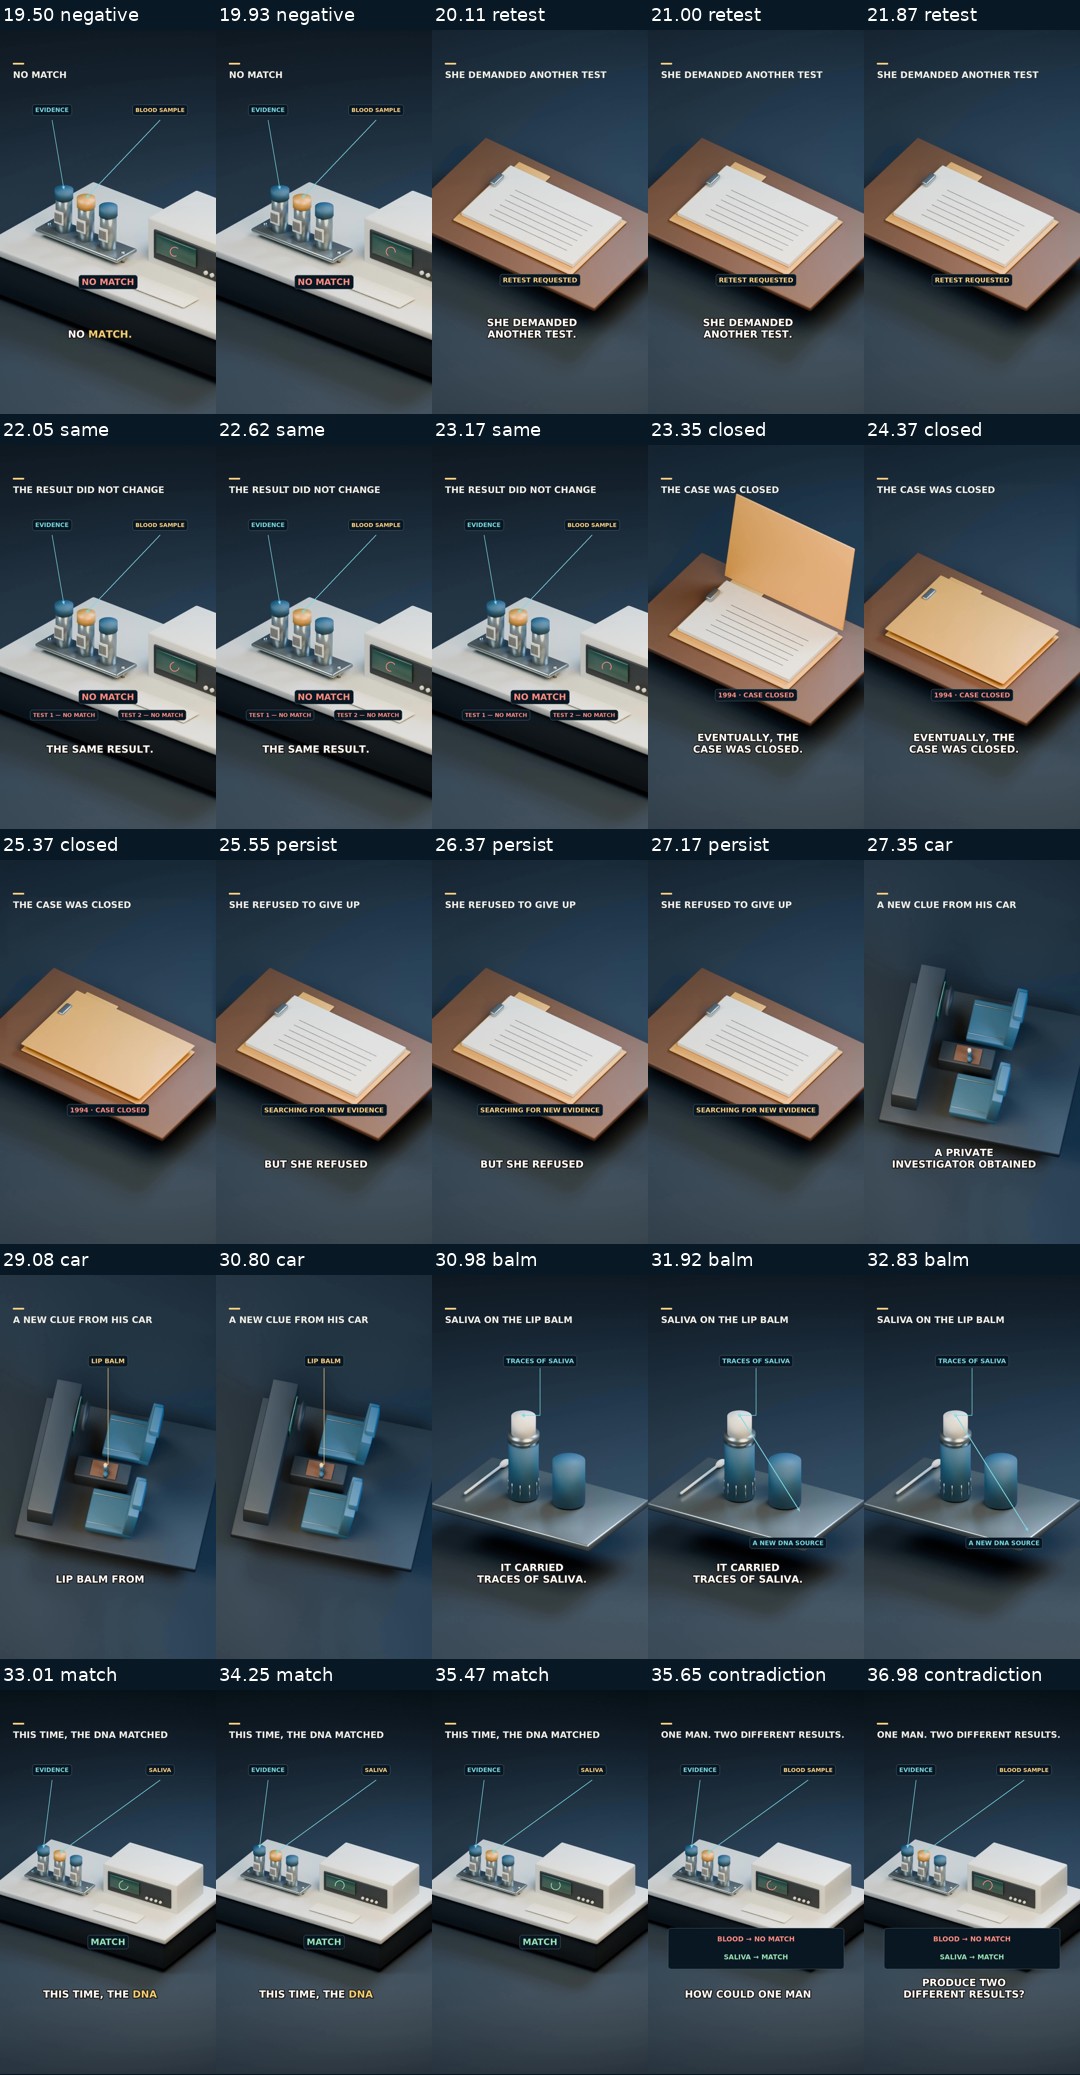 19.50 negative
NO MATCH
EVIDENCE
BLOOD SAMPLE
NO MATCH
NO MATCH.
19.93 negative
NO MATCH
EVIDENCE
BLOOD SAMPLE
NO MATCH
20.11 retest
SHE DEMANDED ANOTHER TEST
RETEST REQUESTED
SHE DEMANDED
ANOTHER TEST.
21.00 retest
SHE DEMANDED ANOTHER TEST
RETEST REQUESTED
SHE DEMANDED
ANOTHER TEST.
21.87 retest
SHE DEMANDED ANOTHER TEST
RETEST REQUESTED
22.05 same
THE RESULT DID NOT CHANGE
EVIDENCE
BLOOD SAMPLE
NO MATCH
TEST 1 — NO MATCH
TEST 2 — NO MATCH
THE SAME RESULT.
22.62 same
THE RESULT DID NOT CHANGE
EVIDENCE
BLOOD SAMPLE
NO MATCH
TEST 1 — NO MATCH
TEST 2 — NO MATCH
THE SAME RESULT.
23.17 same
THE RESULT DID NOT CHANGE
EVIDENCE
BLOOD SAMPLE
NO MATCH
TEST 1 — NO MATCH
TEST 2 — NO MATCH
23.35 closed
THE CASE WAS CLOSED
1994 · CASE CLOSED
EVENTUALLY, THE
CASE WAS CLOSED.
24.37 closed
THE CASE WAS CLOSED
1994 · CASE CLOSED
EVENTUALLY, THE
CASE WAS CLOSED.
25.37 closed
THE CASE WAS CLOSED
1994 · CASE CLOSED
25.55 persist
SHE REFUSED TO GIVE UP
SEARCHING FOR NEW EVIDENCE
BUT SHE REFUSED
26.37 persist
SHE REFUSED TO GIVE UP
SEARCHING FOR NEW EVIDENCE
BUT SHE REFUSED
27.17 persist
SHE REFUSED TO GIVE UP
SEARCHING FOR NEW EVIDENCE
27.35 car
A NEW CLUE FROM HIS CAR
A PRIVATE
INVESTIGATOR OBTAINED
29.08 car
A NEW CLUE FROM HIS CAR
LIP BALM
LIP BALM FROM
30.80 car
A NEW CLUE FROM HIS CAR
LIP BALM
30.98 balm
SALIVA ON THE LIP BALM
TRACES OF SALIVA
IT CARRIED
TRACES OF SALIVA.
31.92 balm
SALIVA ON THE LIP BALM
TRACES OF SALIVA
A NEW DNA SOURCE
IT CARRIED
TRACES OF SALIVA.
32.83 balm
SALIVA ON THE LIP BALM
TRACES OF SALIVA
A NEW DNA SOURCE
33.01 match
THIS TIME, THE DNA MATCHED
EVIDENCE
SALIVA
MATCH
THIS TIME, THE DNA
34.25 match
THIS TIME, THE DNA MATCHED
EVIDENCE
SALIVA
MATCH
THIS TIME, THE DNA
35.47 match
THIS TIME, THE DNA MATCHED
EVIDENCE
SALIVA
MATCH
35.65 contradiction
ONE MAN. TWO DIFFERENT RESULTS.
EVIDENCE
BLOOD SAMPLE
BLOOD → NO MATCH
SALIVA → MATCH
HOW COULD ONE MAN
36.98 contradiction
ONE MAN. TWO DIFFERENT RESULTS.
EVIDENCE
BLOOD SAMPLE
BLOOD → NO MATCH
SALIVA → MATCH
PRODUCE TWO
DIFFERENT RESULTS?